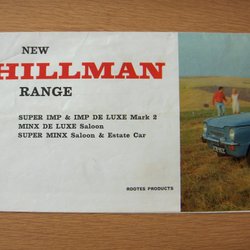 NEW
HILLMAN
RANGE
SUPER IMP & IMP DE LUXE Mark 2
MINX DE LUXE Saloon
SUPER MINX Saloon & Estate Car
ROOTES PRODUCTS